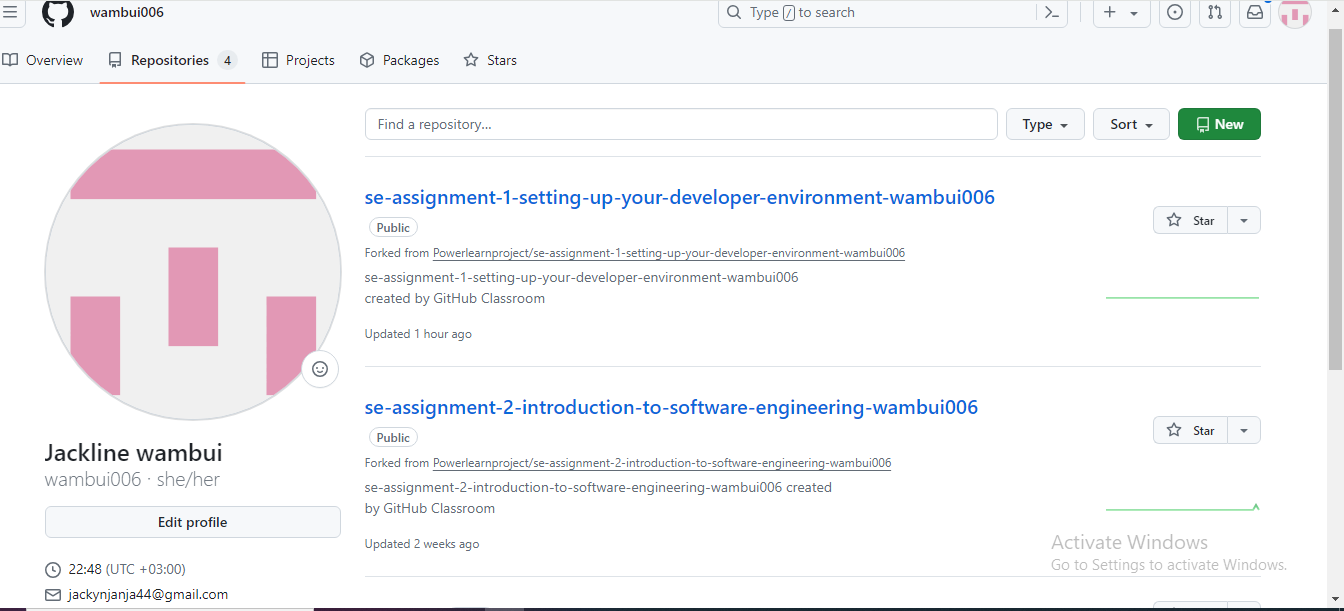 wambui006
Type / to search
Overview
Repositories 4
Projects
Packages
Stars
Find a repository...
Type
Sort
New
se-assignment-1-setting-up-your-developer-environment-wambui006
Public
Star
Forked from Powerlearnproject/se-assignment-1-setting-up-your-developer-environment-wambui006
se-assignment-1-setting-up-your-developer-environment-wambui006
created by GitHub Classroom
Updated 1 hour ago
se-assignment-2-introduction-to-software-engineering-wambui006
Public
Star
Forked from Powerlearnproject/se-assignment-2-introduction-to-software-engineering-wambui006
se-assignment-2-introduction-to-software-engineering-wambui006 created
by GitHub Classroom
Updated 2 weeks ago
Jackline wambui
wambui006 · she/her
Edit profile
22:48 (UTC +03:00)
jackynjanja44@gmail.com
Activate Windows
Go to Settings to activate Windows.